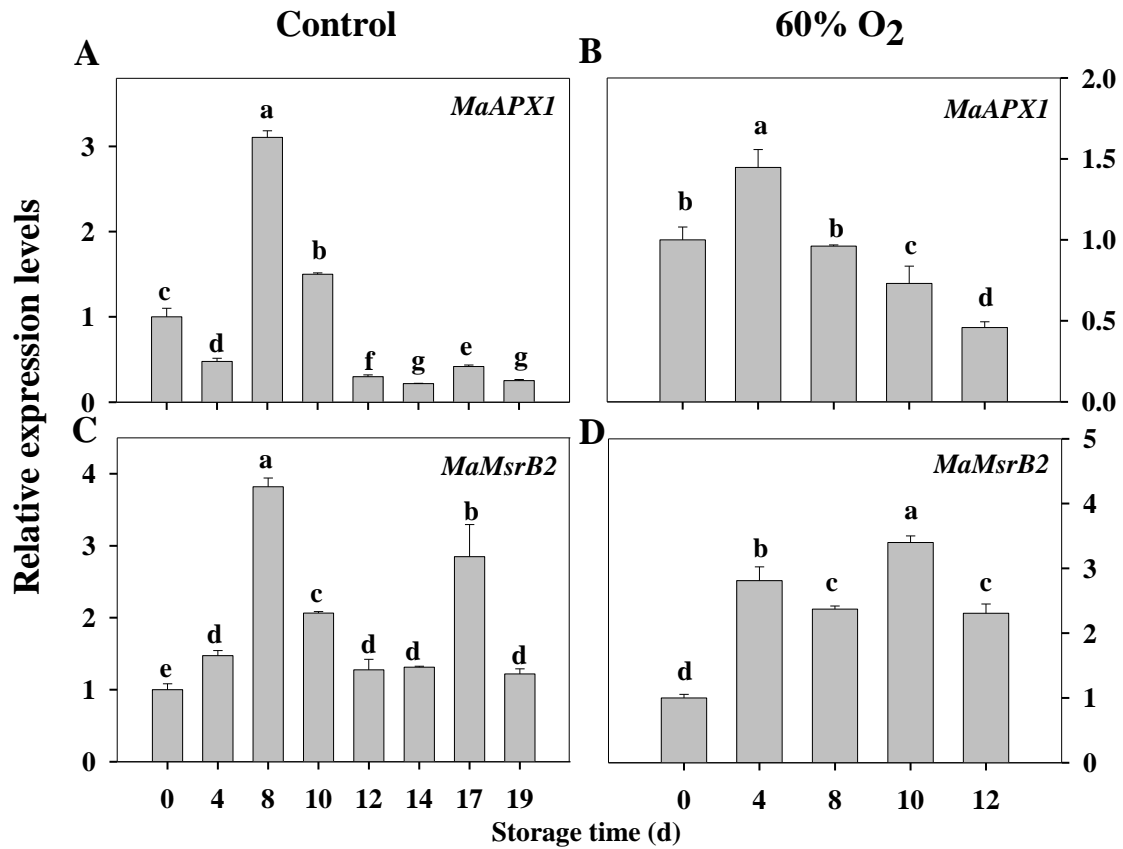 Control
60% O2
A
MaAPX1
a
b
c
d
f
g
e
g
3
2
1
0
B
MaAPX1
b
a
b
c
d
2.0
1.5
1.0
0.5
0.0
Relative expression levels
C
MaMsrB2
a
b
c
d
e
d
d
d
4
3
2
1
0
D
MaMsrB2
a
b
c
c
d
5
4
3
2
1
0
0 4 8 10 12 14 17 19
0 4 8 10 12
Storage time (d)